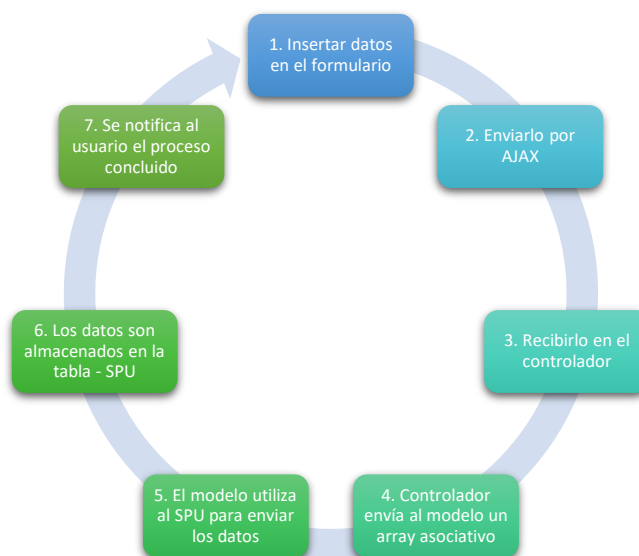 1. Insertar datos
en el formulario
2. Enviarlo por
AJAX
3. Recibirlo en el
controlador
4. Controlador
envía al modelo un
array asociativo
5. El modelo utiliza
al SPU para enviar
los datos
6. Los datos son
almacenados en la
tabla - SPU
7. Se notifica al
usuario el proceso
concluido